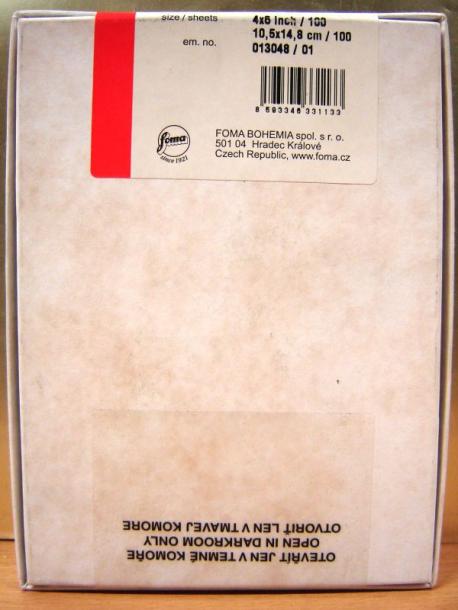 size / sheets
4x6 inch / 100
10,5x14,8 cm / 100
em. no.
013048 / 01
8 593346 331133
foma
since 1921
FOMA BOHEMIA spol. s r. o.
501 04 Hradec Králové
Czech Republic, www.foma.cz
OTEVŘÍT JEN V TEMNÉ KOMOŘE
OPEN IN DARKROOM ONLY
OTVORIŤ LEN V TMAVEJ KOMORE